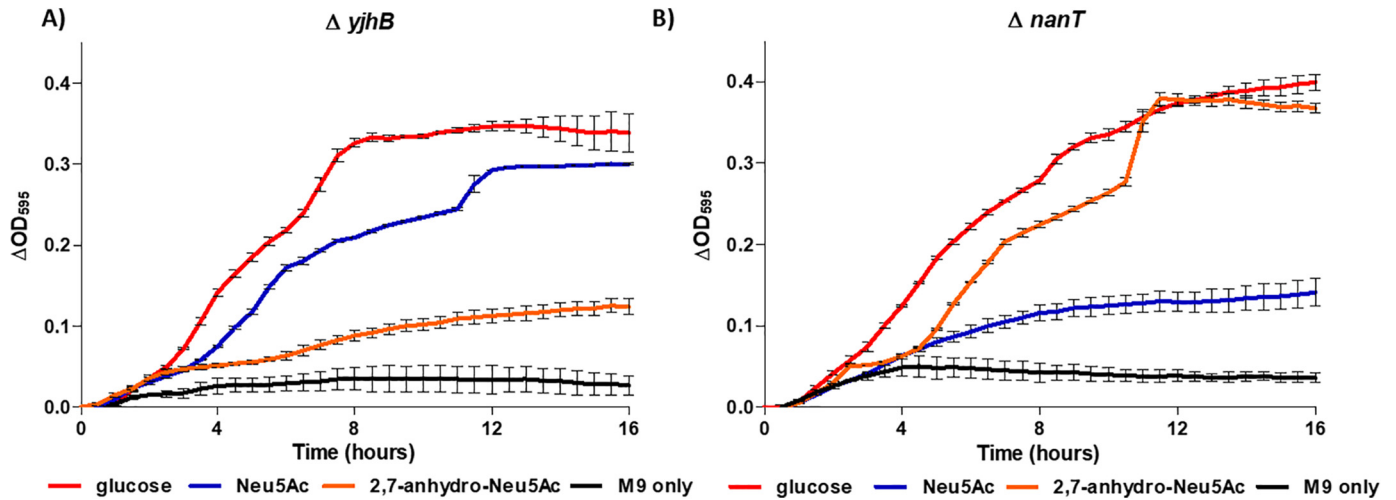 A)
Δ yjhB
ΔOD595
0.4
0.3
0.2
0.1
0.0
0 4 8 12 16
Time (hours)
glucose Neu5Ac 2,7-anhydro-Neu5Ac M9 only
B)
Δ nanT
ΔOD595
0.4
0.3
0.2
0.1
0.0
0 4 8 12 16
Time (hours)
glucose Neu5Ac 2,7-anhydro-Neu5Ac M9 only